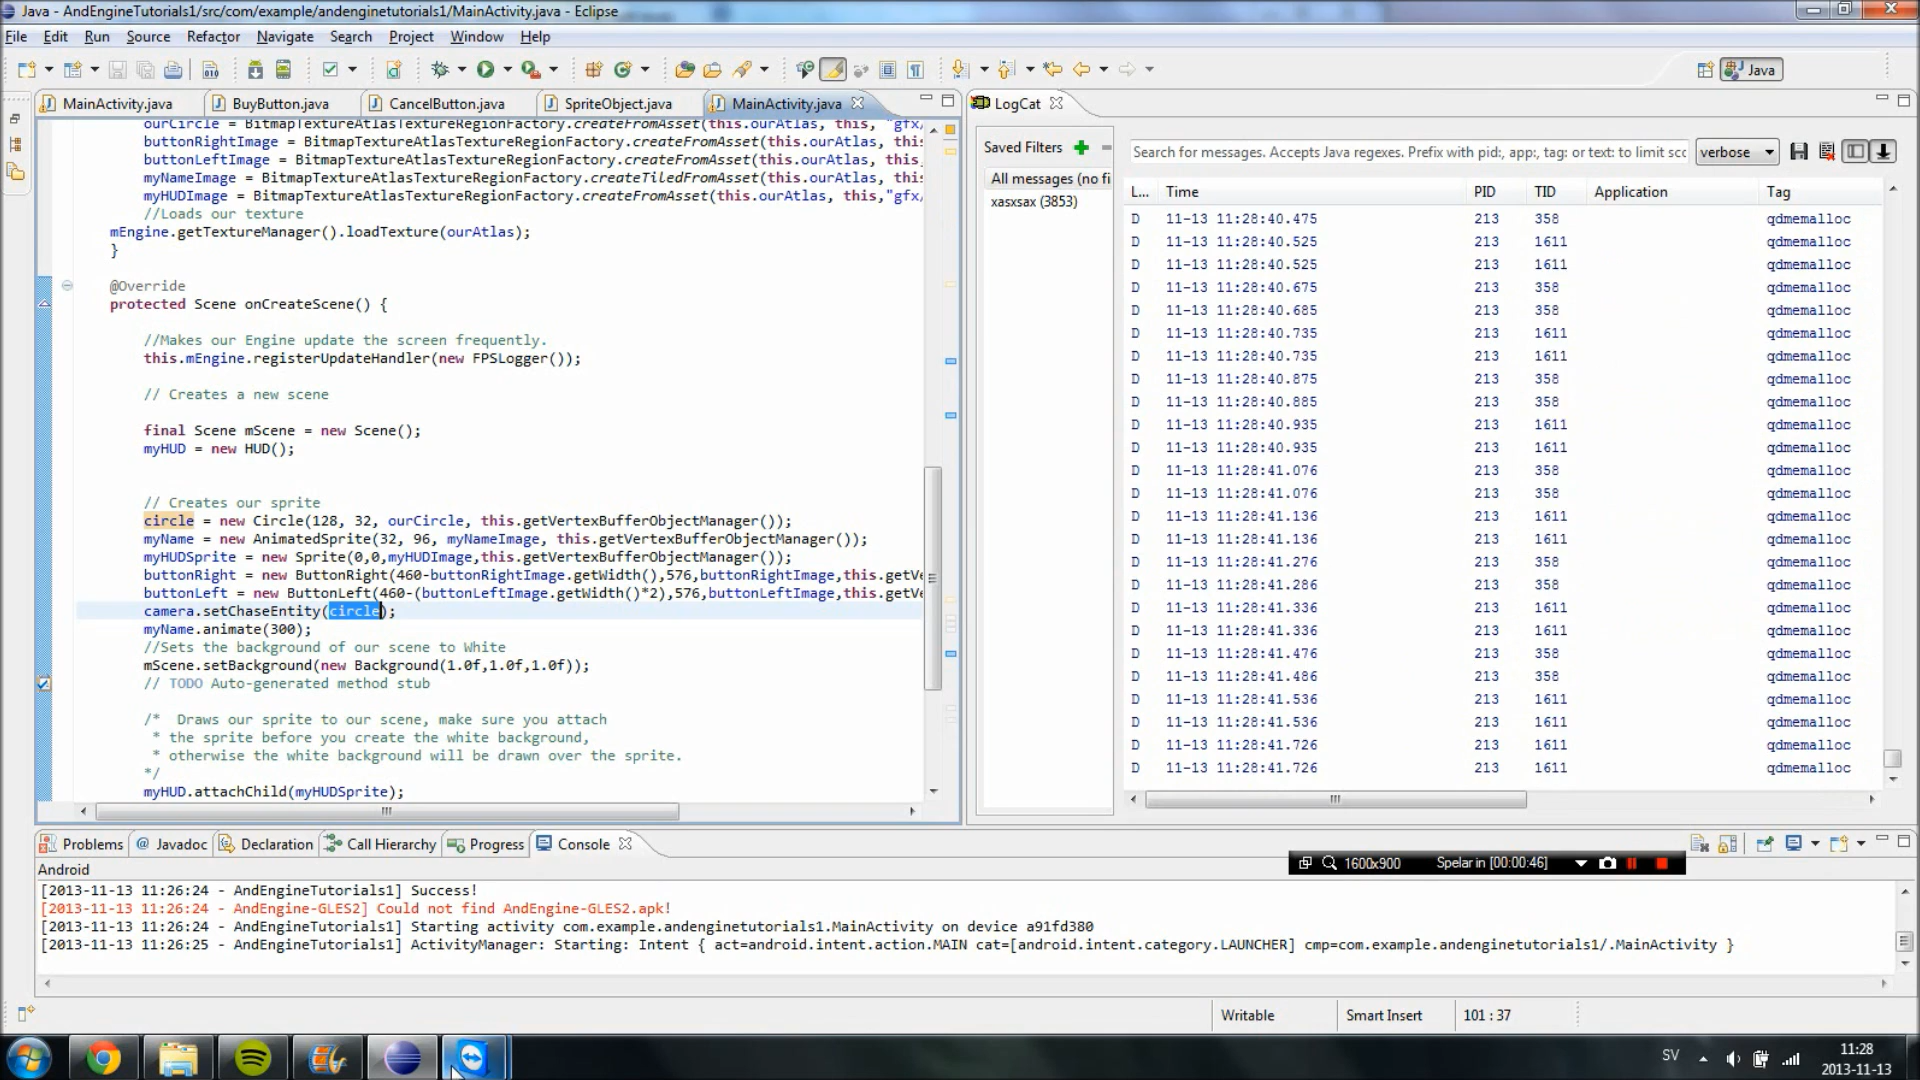 Java - AndEngineTutorials1/src/com/example/andenginetutorials1/MainActivity.java - Eclipse
File Edit Run Source Refactor Navigate Search Project Window Help
Java
MainActivity.java BuyButton.java CancelButton.java SpriteObject.java MainActivity.java
ourCircle = BitmapTextureAtlasTextureRegionFactory.createFromAsset(this.ourAtlas, this, "gfx/
buttonRightImage = BitmapTextureAtlasTextureRegionFactory.createFromAsset(this.ourAtlas, this
buttonLeftImage = BitmapTextureAtlasTextureRegionFactory.createFromAsset(this.ourAtlas, this,
myNameImage = BitmapTextureAtlasTextureRegionFactory.createTiledFromAsset(this.ourAtlas, this
myHUDImage = BitmapTextureAtlasTextureRegionFactory.createFromAsset(this.ourAtlas, this,"gfx/
//Loads our texture
mEngine.getTextureManager().loadTexture(ourAtlas);
}
@Override
protected Scene onCreateScene() {
//Makes our Engine update the screen frequently.
this.mEngine.registerUpdateHandler(new FPSLogger());
// Creates a new scene
final Scene mScene = new Scene();
myHUD = new HUD();
// Creates our sprite
circle = new Circle(128, 32, ourCircle, this.getVertexBufferObjectManager());
myName = new AnimatedSprite(32, 96, myNameImage, this.getVertexBufferObjectManager());
myHUDSprite = new Sprite(0,0,myHUDImage,this.getVertexBufferObjectManager());
buttonRight = new ButtonRight(460-buttonRightImage.getWidth(),576,buttonRightImage,this.getVe
buttonLeft = new ButtonLeft(460-(buttonLeftImage.getWidth()*2),576,buttonLeftImage,this.getVe
camera.setChaseEntity(circle);
myName.animate(300);
//Sets the background of our scene to White
mScene.setBackground(new Background(1.0f,1.0f,1.0f));
// TODO Auto-generated method stub
/* Draws our sprite to our scene, make sure you attach
* the sprite before you create the white background,
* otherwise the white background will be drawn over the sprite.
*/
myHUD.attachChild(myHUDSprite);
LogCat
Saved Filters
All messages (no fi
xasxsax (3853)
Search for messages. Accepts Java regexes. Prefix with pid:, app:, tag: or text: to limit scc verbose
L... Time PID TID Application Tag
D 11-13 11:28:40.475 213 358 qdmemalloc
D 11-13 11:28:40.525 213 1611 qdmemalloc
D 11-13 11:28:40.525 213 1611 qdmemalloc
D 11-13 11:28:40.675 213 358 qdmemalloc
D 11-13 11:28:40.685 213 358 qdmemalloc
D 11-13 11:28:40.735 213 1611 qdmemalloc
D 11-13 11:28:40.735 213 1611 qdmemalloc
D 11-13 11:28:40.875 213 358 qdmemalloc
D 11-13 11:28:40.885 213 358 qdmemalloc
D 11-13 11:28:40.935 213 1611 qdmemalloc
D 11-13 11:28:40.935 213 1611 qdmemalloc
D 11-13 11:28:41.076 213 358 qdmemalloc
D 11-13 11:28:41.076 213 358 qdmemalloc
D 11-13 11:28:41.136 213 1611 qdmemalloc
D 11-13 11:28:41.136 213 1611 qdmemalloc
D 11-13 11:28:41.276 213 358 qdmemalloc
D 11-13 11:28:41.286 213 358 qdmemalloc
D 11-13 11:28:41.336 213 1611 qdmemalloc
D 11-13 11:28:41.336 213 1611 qdmemalloc
D 11-13 11:28:41.476 213 358 qdmemalloc
D 11-13 11:28:41.486 213 358 qdmemalloc
D 11-13 11:28:41.536 213 1611 qdmemalloc
D 11-13 11:28:41.536 213 1611 qdmemalloc
D 11-13 11:28:41.726 213 1611 qdmemalloc
D 11-13 11:28:41.726 213 1611 qdmemalloc
Problems @ Javadoc Declaration Call Hierarchy Progress Console
1600x900 Spelar in [00:00:46]
Android
[2013-11-13 11:26:24 - AndEngineTutorials1] Success!
[2013-11-13 11:26:24 - AndEngine-GLES2] Could not find AndEngine-GLES2.apk!
[2013-11-13 11:26:24 - AndEngineTutorials1] Starting activity com.example.andenginetutorials1.MainActivity on device a91fd380
[2013-11-13 11:26:25 - AndEngineTutorials1] ActivityManager: Starting: Intent { act=android.intent.action.MAIN cat=[android.intent.category.LAUNCHER] cmp=com.example.andenginetutorials1/.MainActivity }
Writable Smart Insert 101 : 37
SV 11:28
2013-11-13